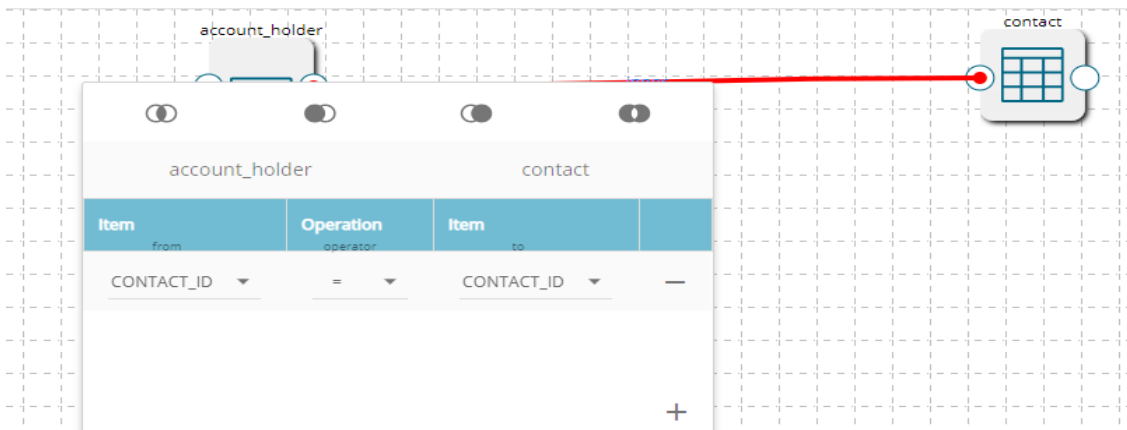 account_holder
contact
account_holder contact
Item Operation Item
from operator to
CONTACT_ID = CONTACT_ID